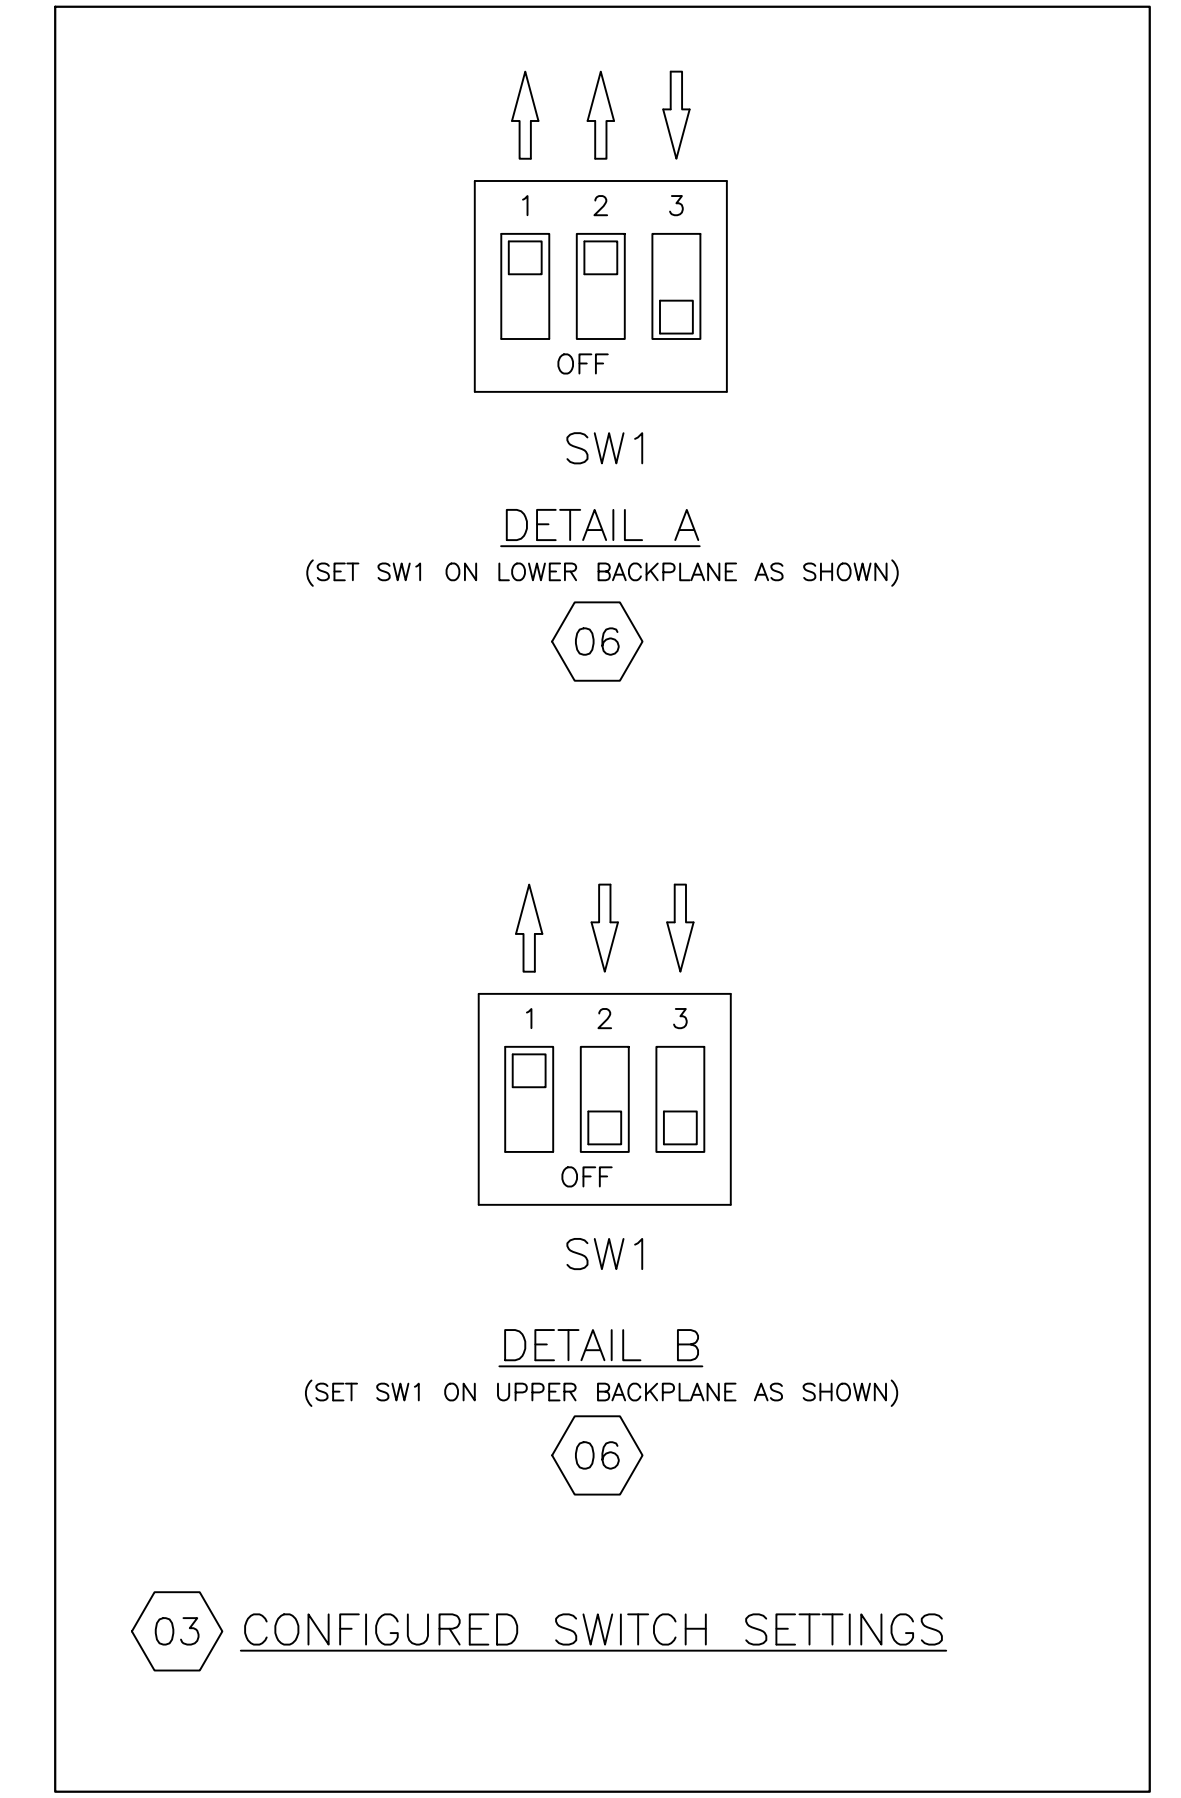 1 2 3
OFF
SW1
DETAIL A
(SET SW1 ON LOWER BACKPLANE AS SHOWN)
06
1 2 3
OFF
SW1
DETAIL B
(SET SW1 ON UPPER BACKPLANE AS SHOWN)
06
03 CONFIGURED SWITCH SETTINGS